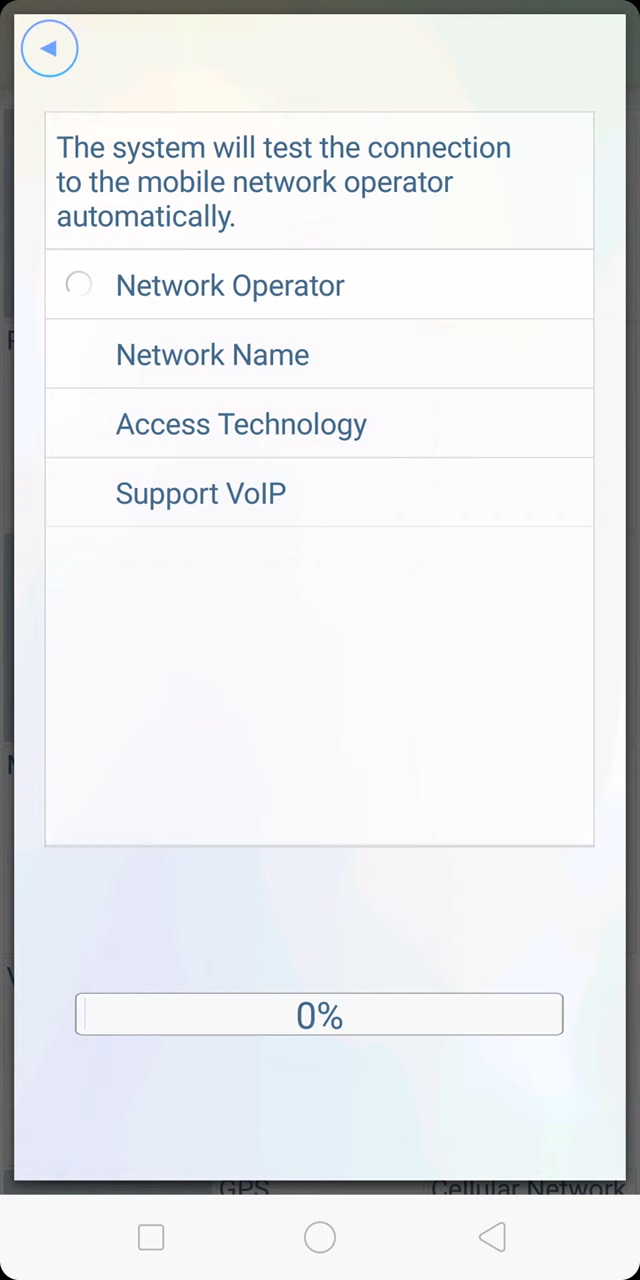 The system will test the connection
to the mobile network operator
automatically.
Network Operator
Network Name
Access Technology
Support VoIP
0%
GPS
Cellular Network